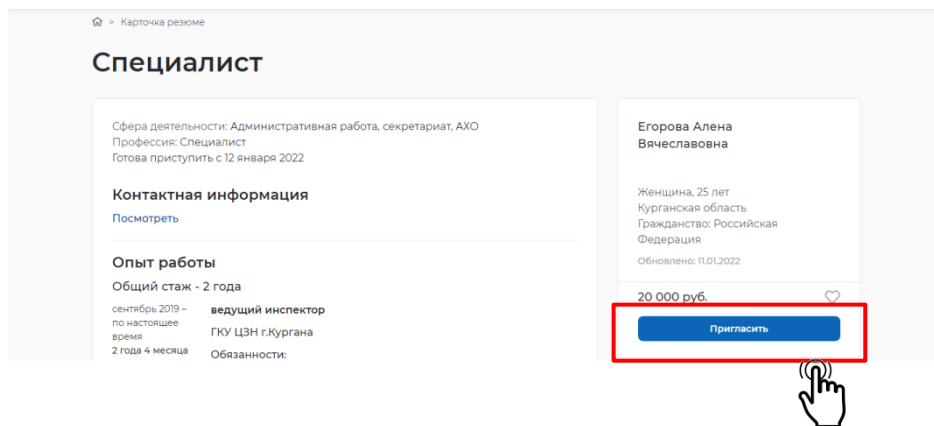 > Карточка резюме
Специалист
Сфера деятельности: Административная работа, секретариат, АХО
Профессия: Специалист
Готова приступить с 12 января 2022
Контактная информация
Посмотреть
Опыт работы
Общий стаж - 2 года
сентябрь 2019 –
по настоящее
время
2 года 4 месяца
ведущий инспектор
ГКУ ЦЗН г.Кургана
Обязанности:
Егорова Алена
Вячеславовна
Женщина, 25 лет
Курганская область
Гражданство: Российская
Федерация
Обновлено: 11.01.2022
20 000 руб.
Пригласить